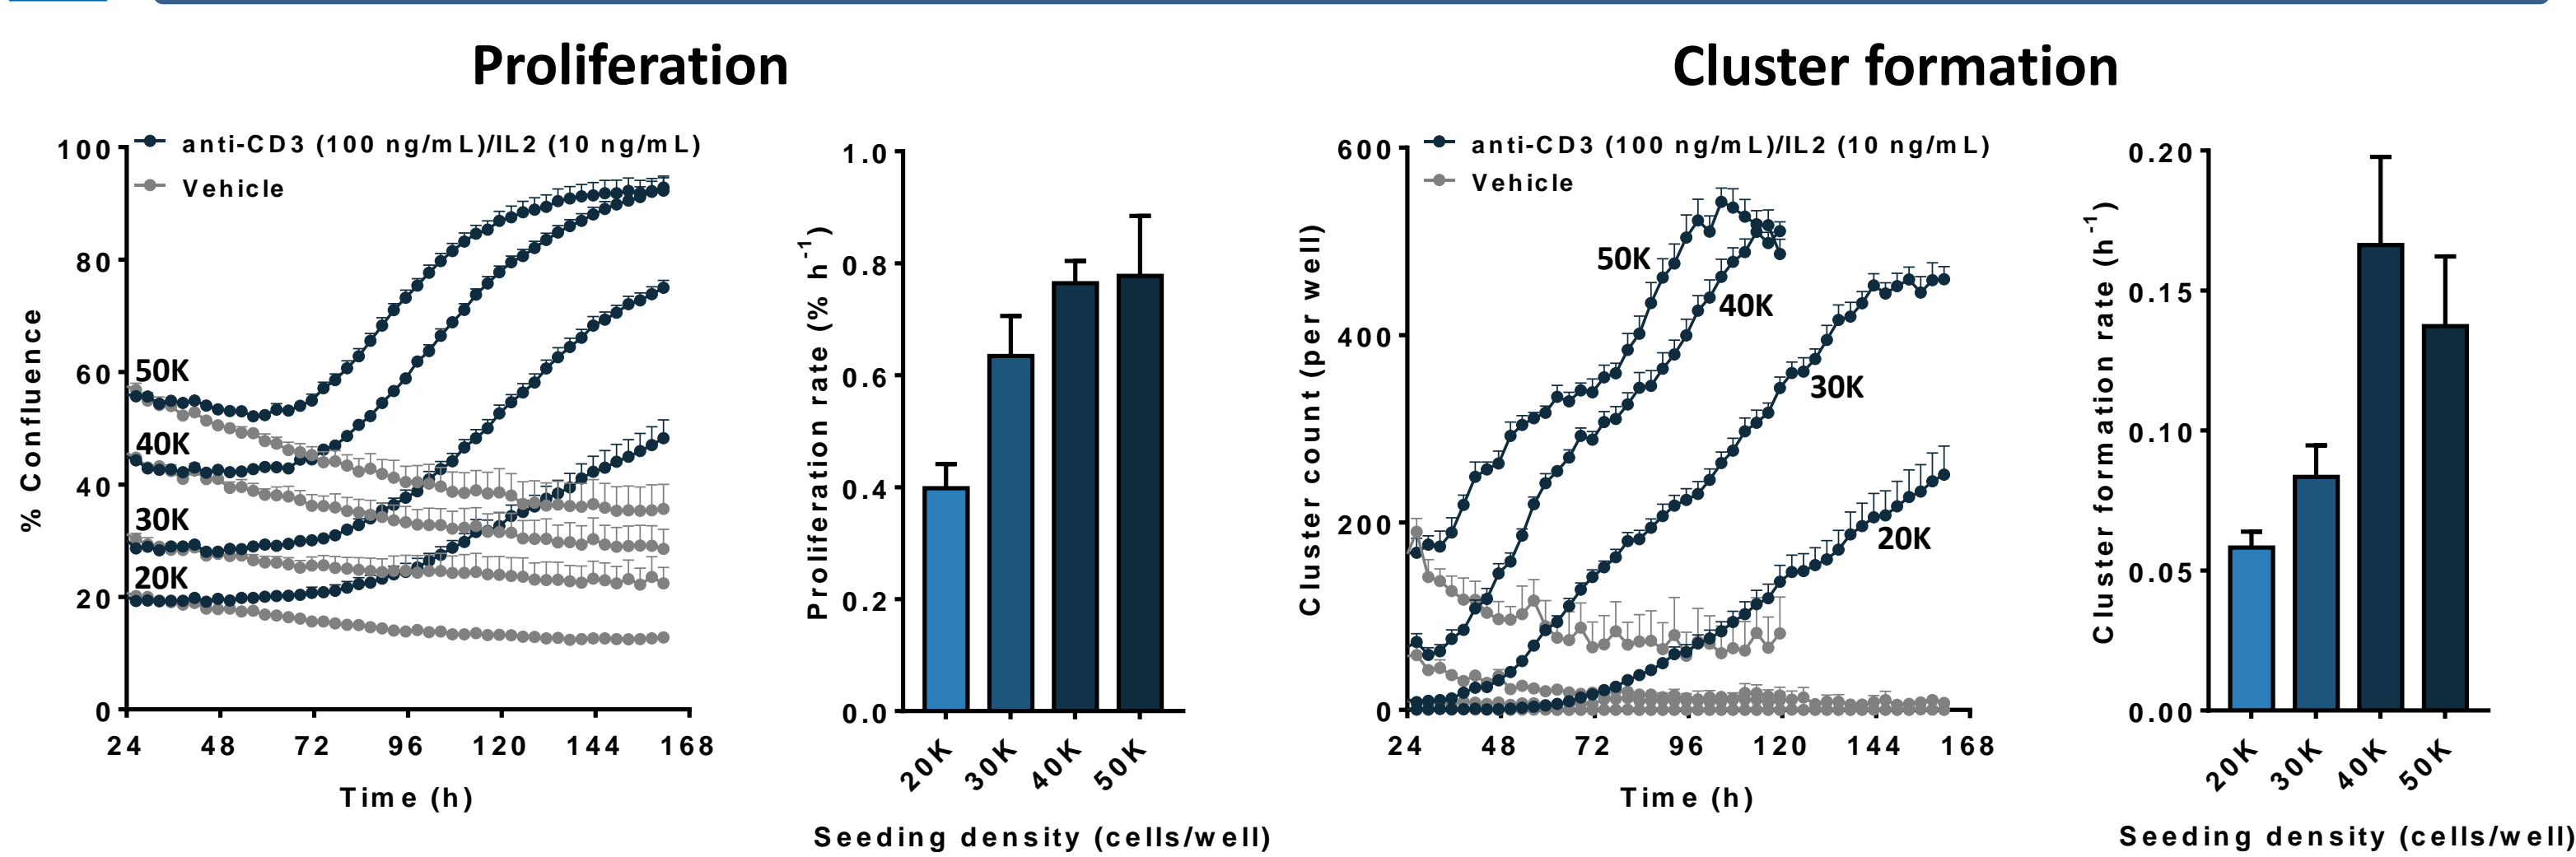 Proliferation
Cluster formation
anti-CD3 (100 ng/mL)/IL2 (10 ng/mL)
Vehicle
% Confluence
100
80
60
40
20
0
50K
40K
30K
20K
24 48 72 96 120 144 168
Time (h)
Proliferation rate (% h⁻¹)
1.0
0.8
0.6
0.4
0.2
0.0
20K 30K 40K 50K
Seeding density (cells/well)
anti-CD3 (100 ng/mL)/IL2 (10 ng/mL)
Vehicle
Cluster count (per well)
600
400
200
0
50K
40K
30K
20K
24 48 72 96 120 144 168
Time (h)
Cluster formation rate (h⁻¹)
0.20
0.15
0.10
0.05
0.00
20K 30K 40K 50K
Seeding density (cells/well)